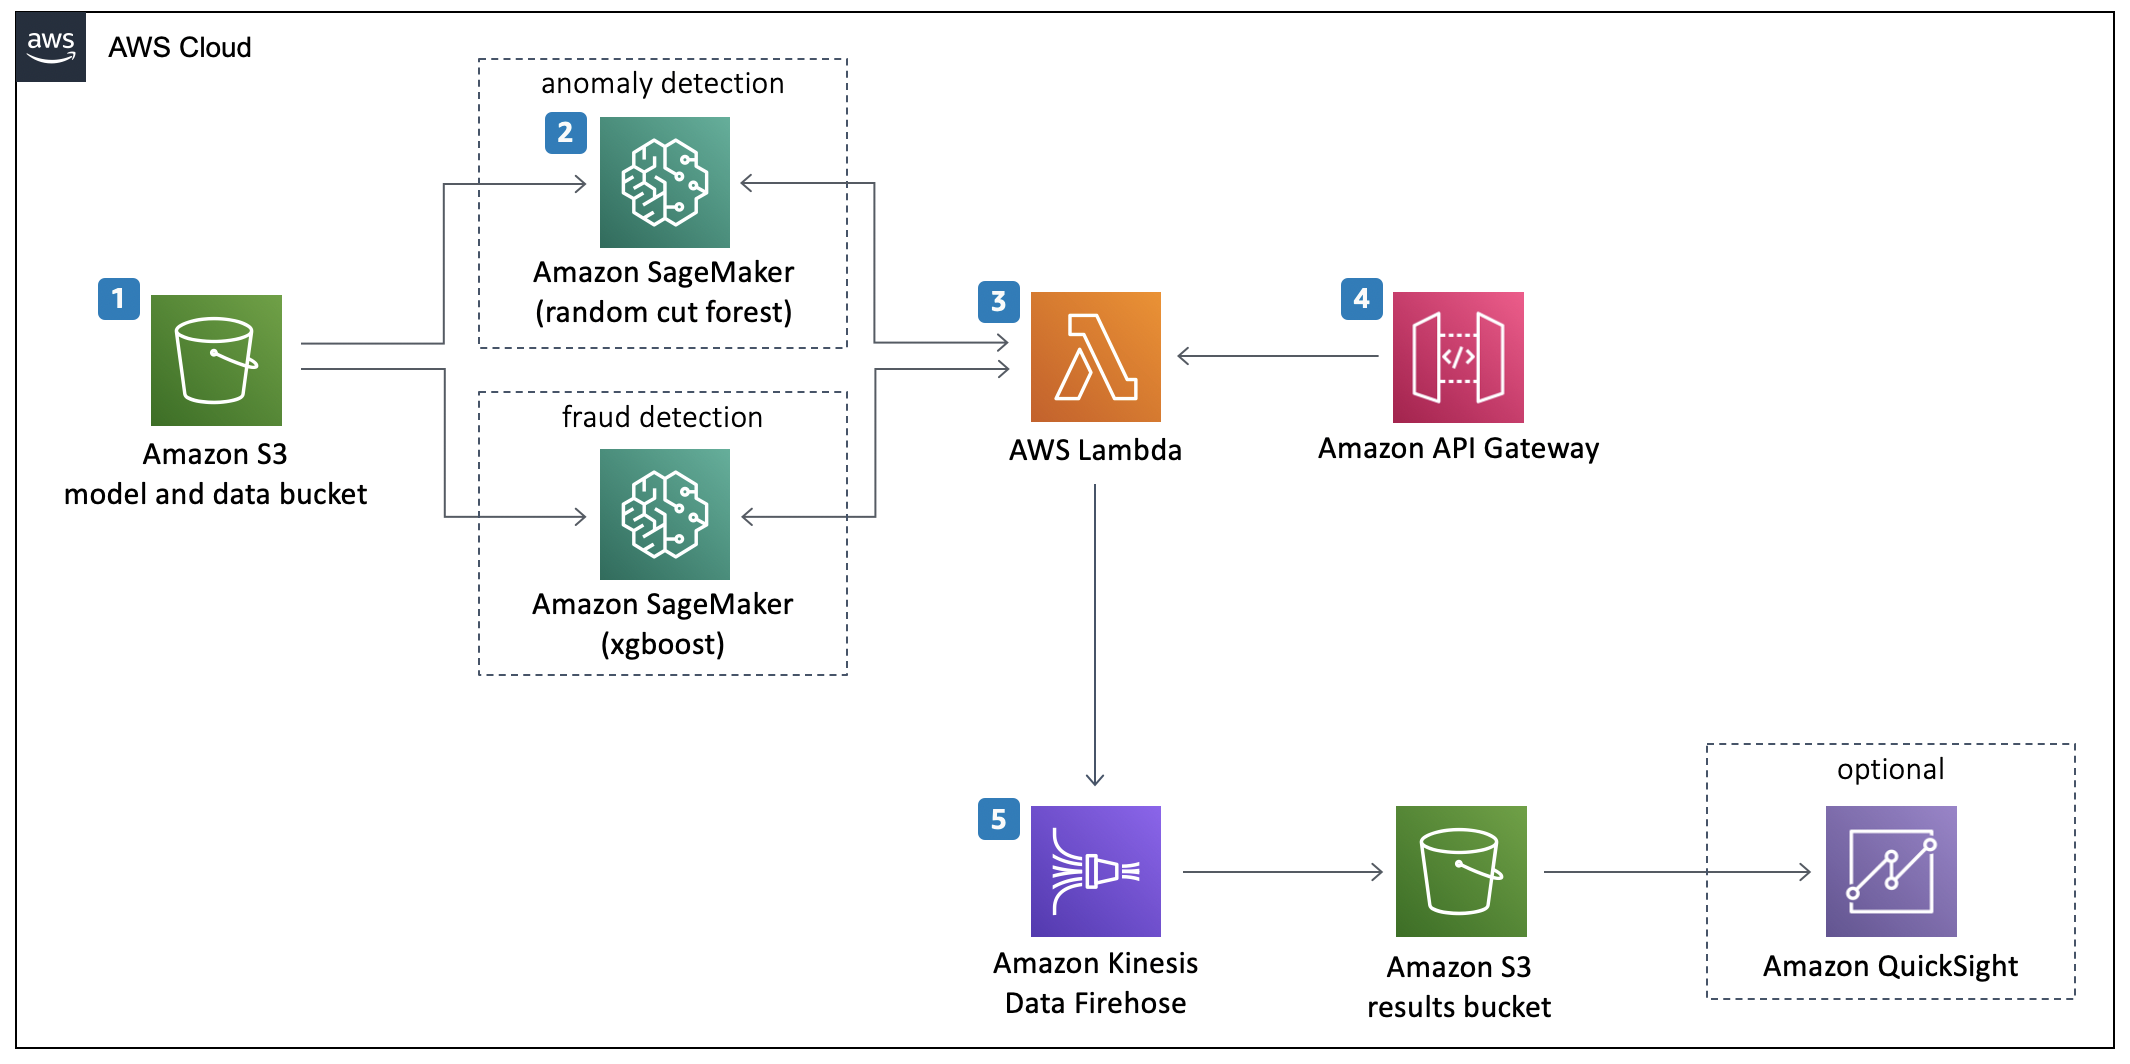 aws
AWS Cloud
anomaly detection
2
Amazon SageMaker
(random cut forest)
1
Amazon S3
model and data bucket
fraud detection
Amazon SageMaker
(xgboost)
3
AWS Lambda
4
</>
Amazon API Gateway
5
Amazon Kinesis
Data Firehose
Amazon S3
results bucket
optional
Amazon QuickSight